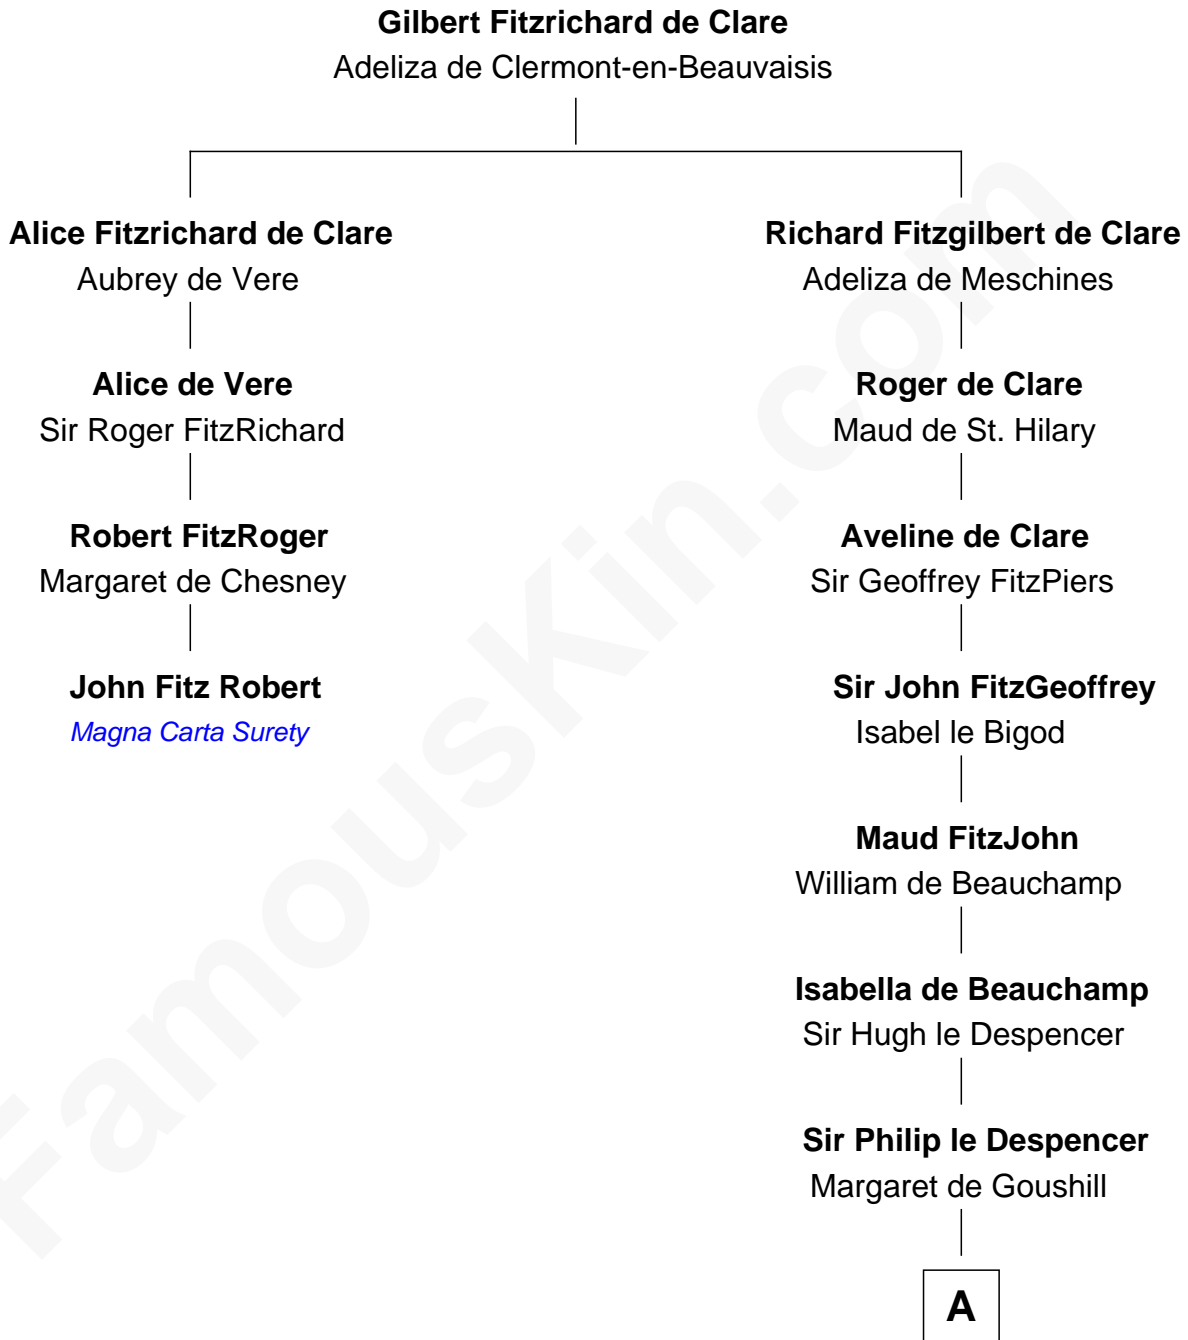 Gilbert Fitzrichard de Clare
Adeliza de Clermont-en-Beauvaisis
Alice Fitzrichard de Clare
Aubrey de Vere
Richard Fitzgilbert de Clare
Adeliza de Meschines
Alice de Vere
Sir Roger FitzRichard
Roger de Clare
Maud de St. Hilary
Robert FitzRoger
Margaret de Chesney
Aveline de Clare
Sir Geoffrey FitzPiers
John Fitz Robert
Magna Carta Surety
Sir John FitzGeoffrey
Isabel le Bigod
Maud FitzJohn
William de Beauchamp
Isabella de Beauchamp
Sir Hugh le Despencer
Sir Philip le Despencer
Margaret de Goushill
A
FamousKin.com